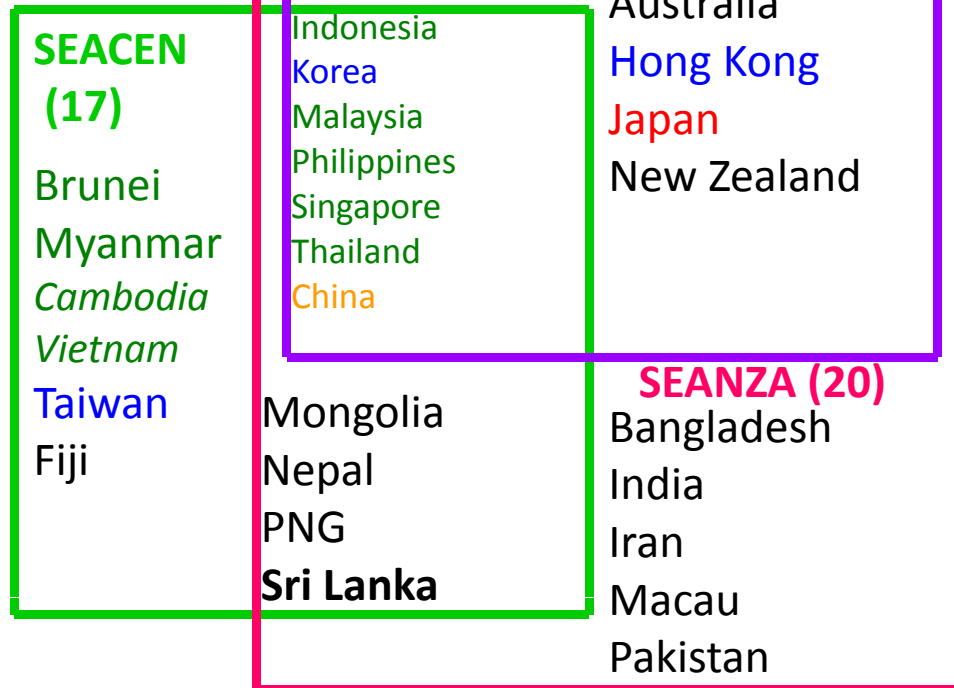 SEACEN
(17)
Brunei
Myanmar
Cambodia
Vietnam
Taiwan
Fiji
Indonesia
Korea
Malaysia
Philippines
Singapore
Thailand
China
Mongolia
Nepal
PNG
Sri Lanka
Australia
Hong Kong
Japan
New Zealand
SEANZA (20)
Bangladesh
India
Iran
Macau
Pakistan